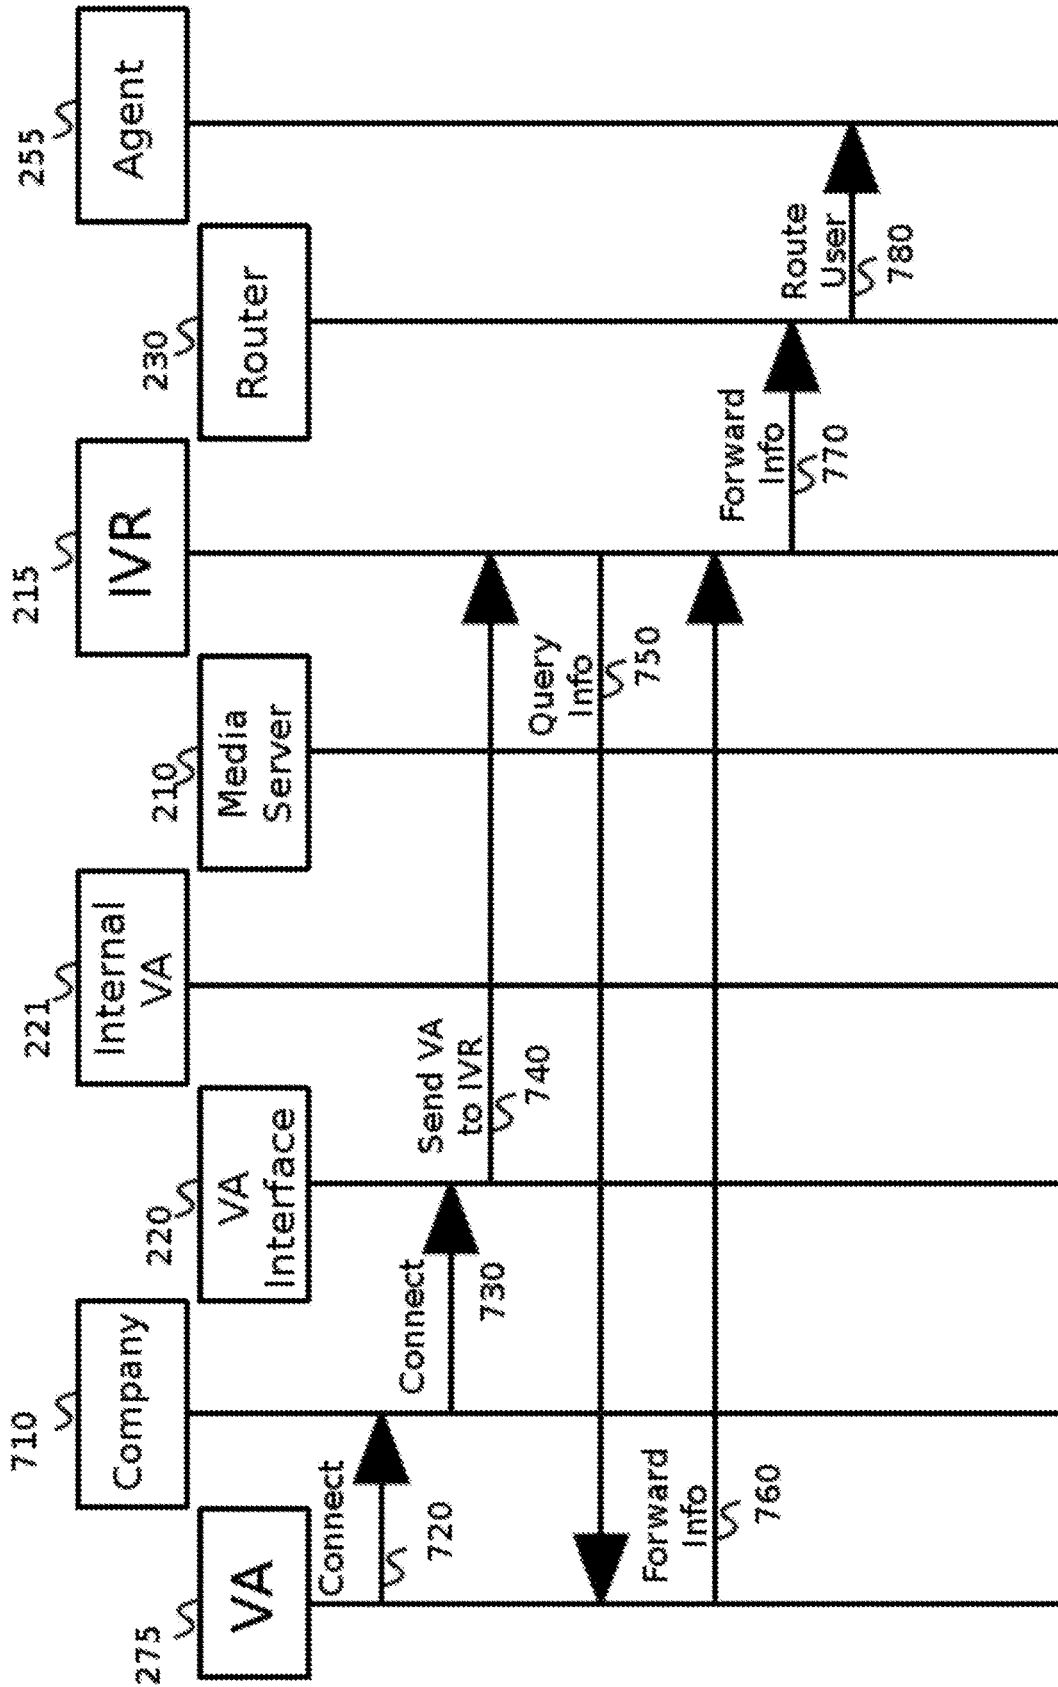 275
VA
710
Company
220
VA
Interface
221
Internal
VA
210
Media
Server
215
IVR
230
Router
255
Agent
Connect
720
Connect
730
Send VA
to IVR
740
Query
Info
750
Forward
Info
760
Forward
Info
770
Route
User
780